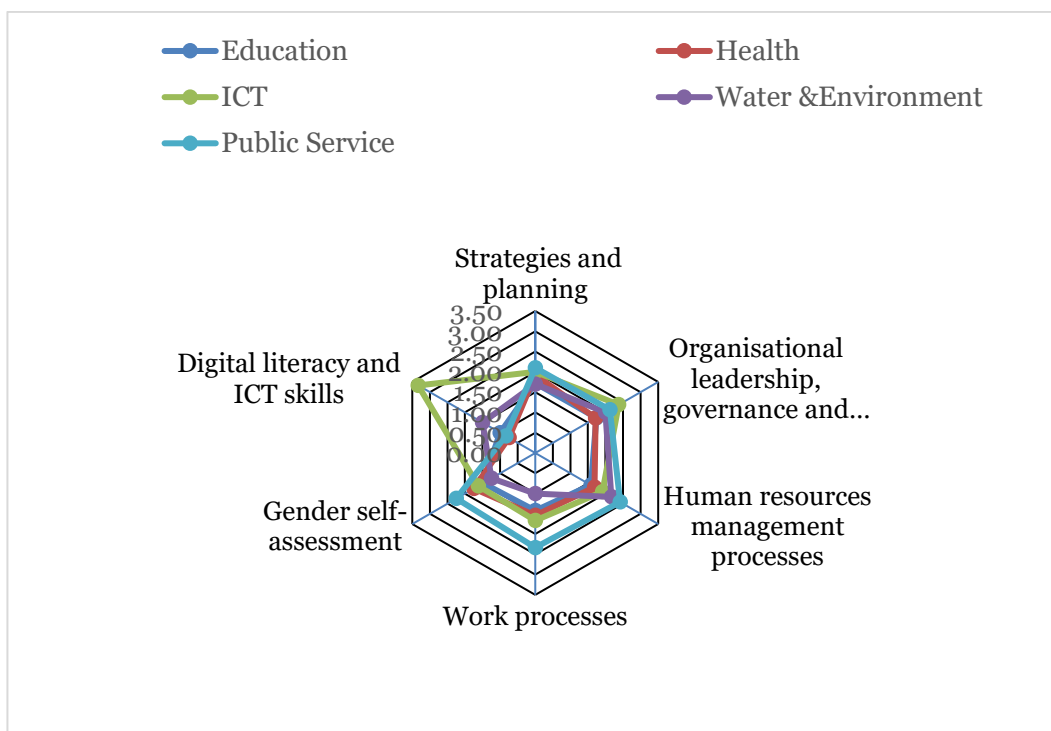 Education
Health
ICT
Water &Environment
Public Service
Strategies and
planning
3.50
3.00
2.50
2.00
1.50
1.00
0.50
0.00
Organisational
leadership,
governance and...
Human resources
management
processes
Work processes
Gender self-
assessment
Digital literacy and
ICT skills